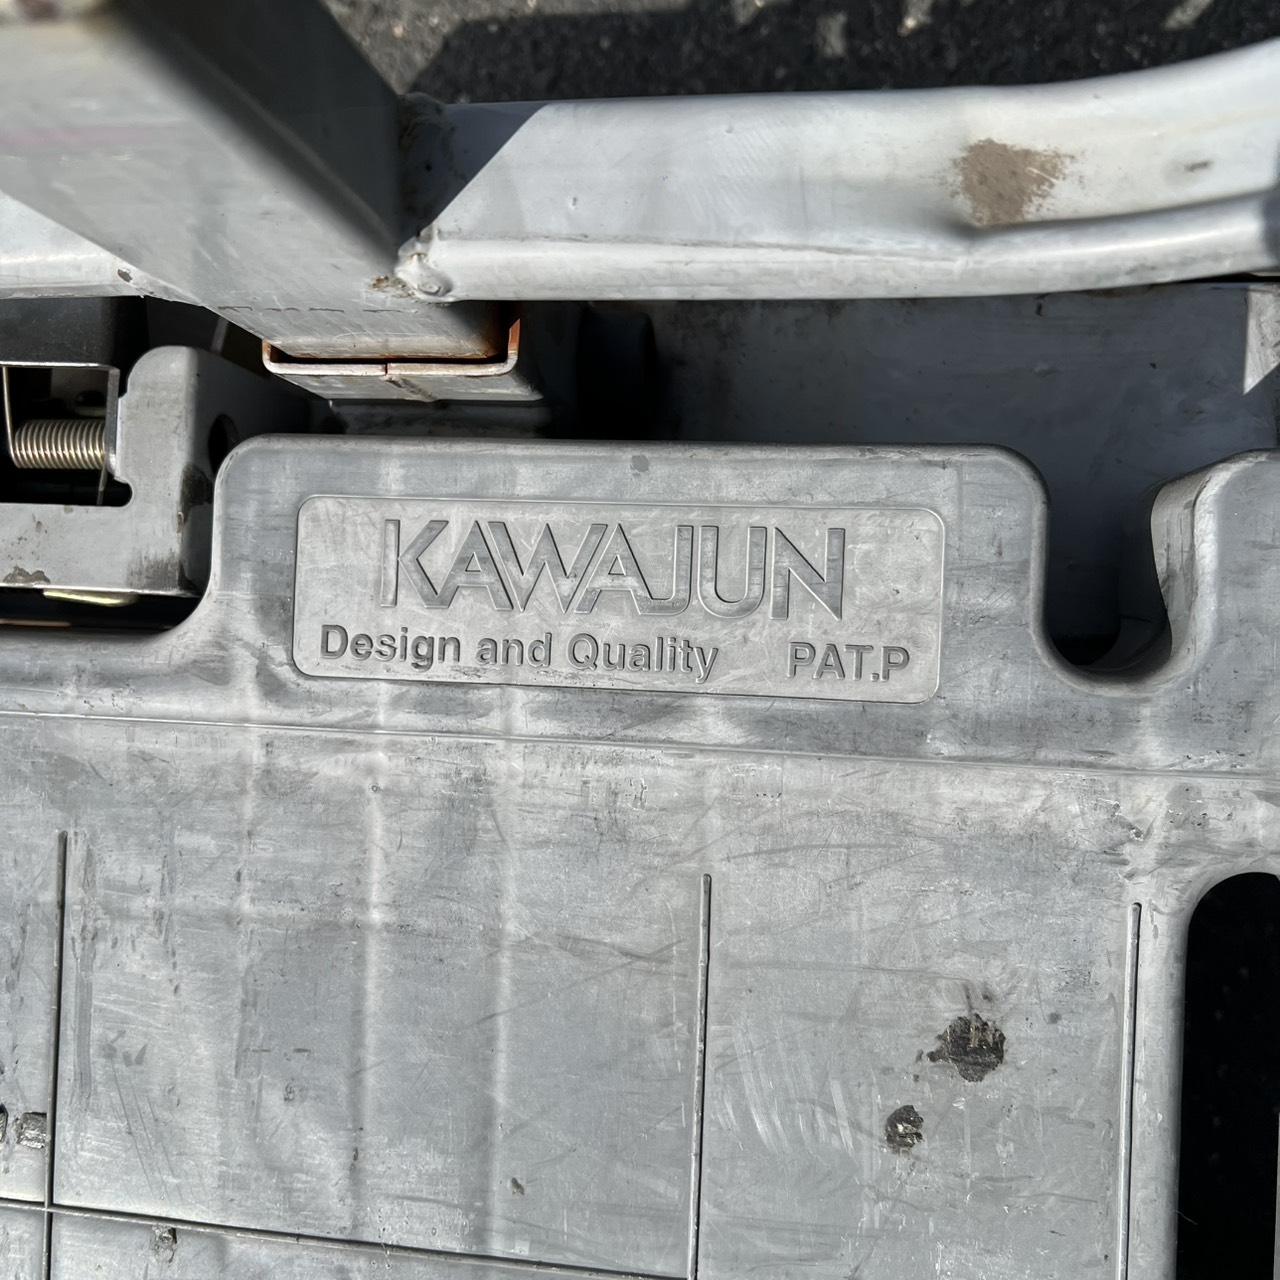 KAWAJUN
Design and Quality PAT.P